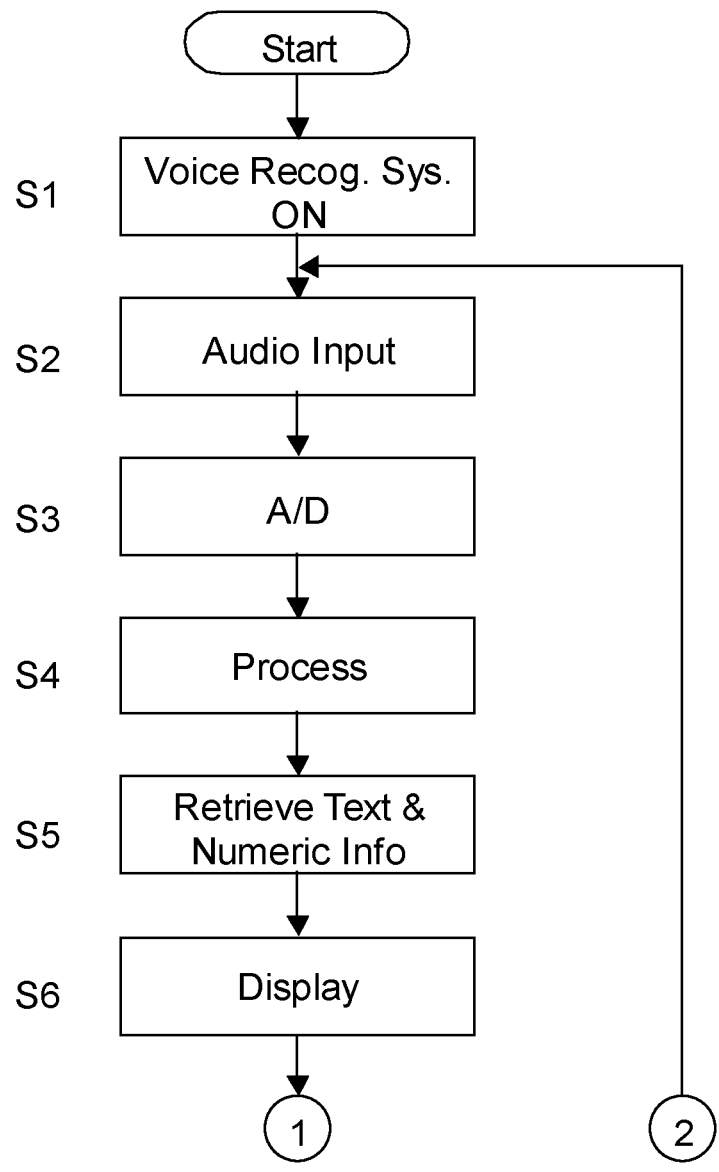 Start
S1
Voice Recog. Sys.
ON
S2
Audio Input
S3
A/D
S4
Process
S5
Retrieve Text &
Numeric Info
S6
Display
1
2